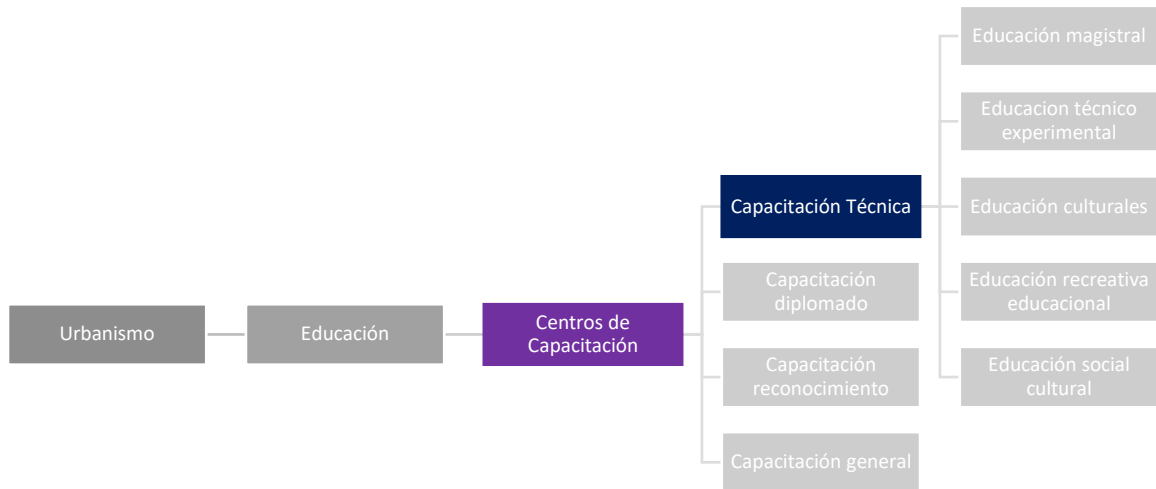 Urbanismo
Educación
Centros de
Capacitación
Capacitación Técnica
Capacitación
diplomado
Capacitación
reconocimiento
Capacitación general
Educación magistral
Educacion técnico
experimental
Educación culturales
Educación recreativa
educacional
Educación social
cultural